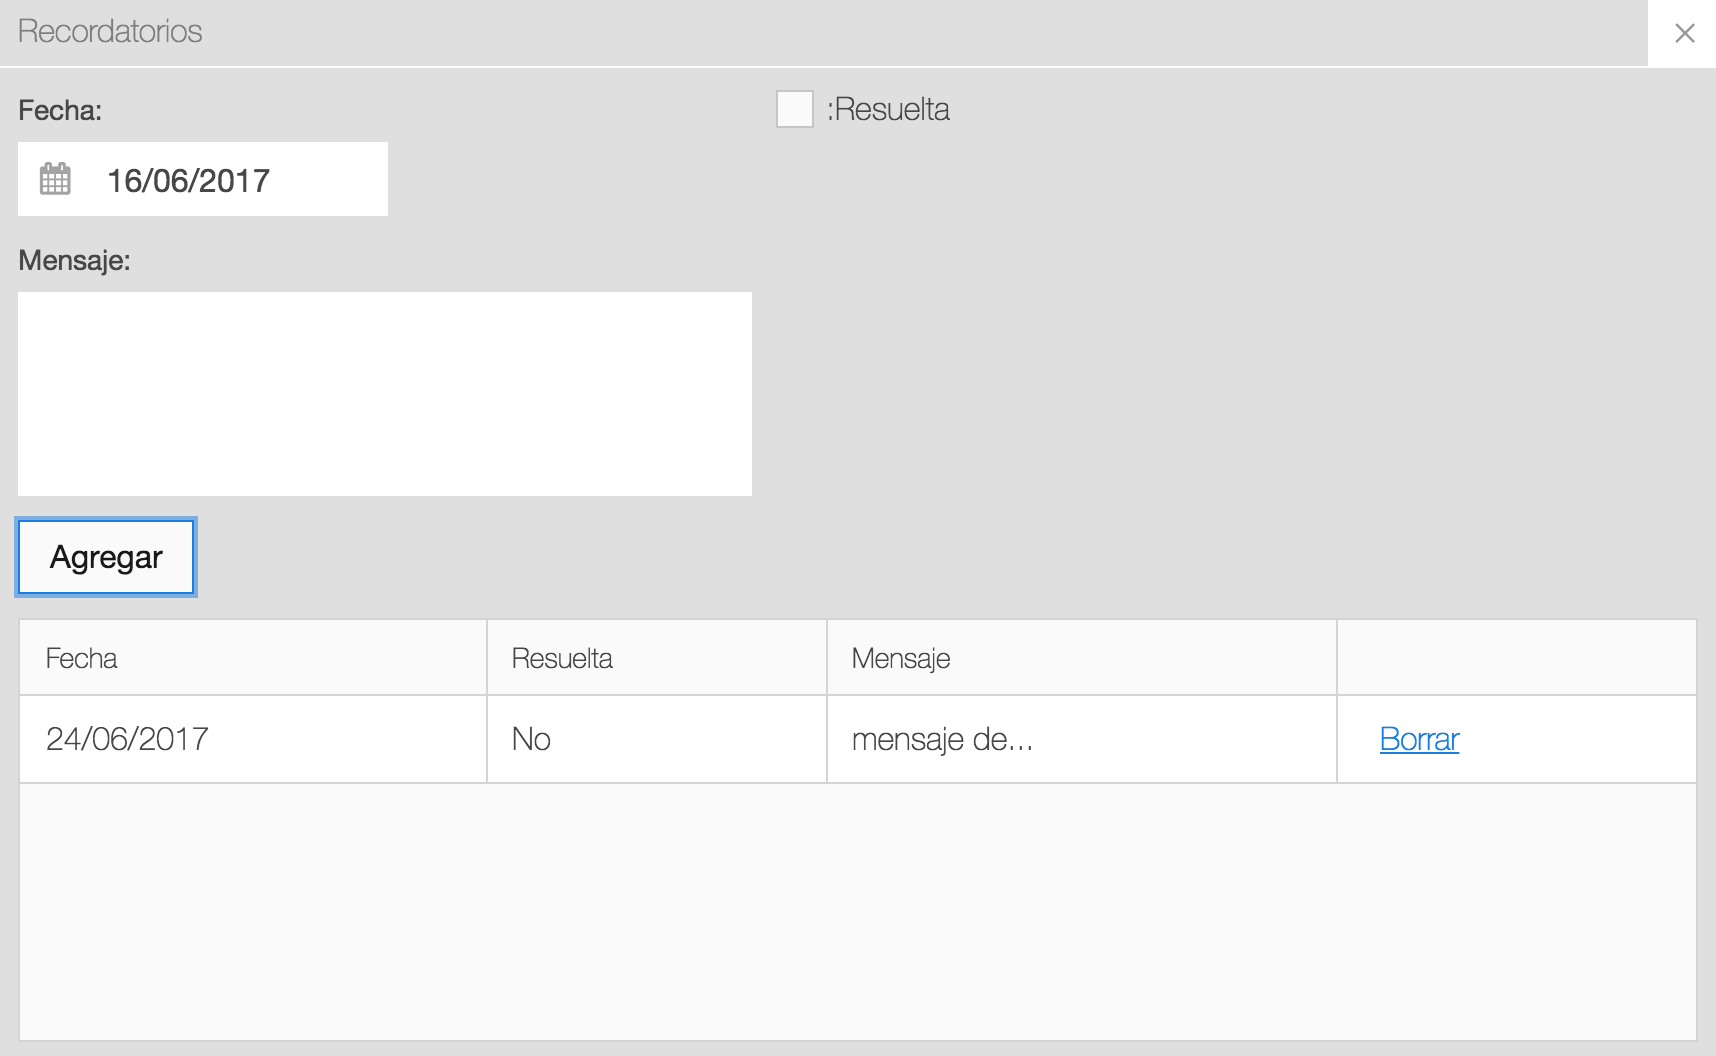 Recordatorios
Fecha:
:Resuelta
16/06/2017
Mensaje:
Agregar
Fecha Resuelta Mensaje
24/06/2017 No mensaje de... Borrar